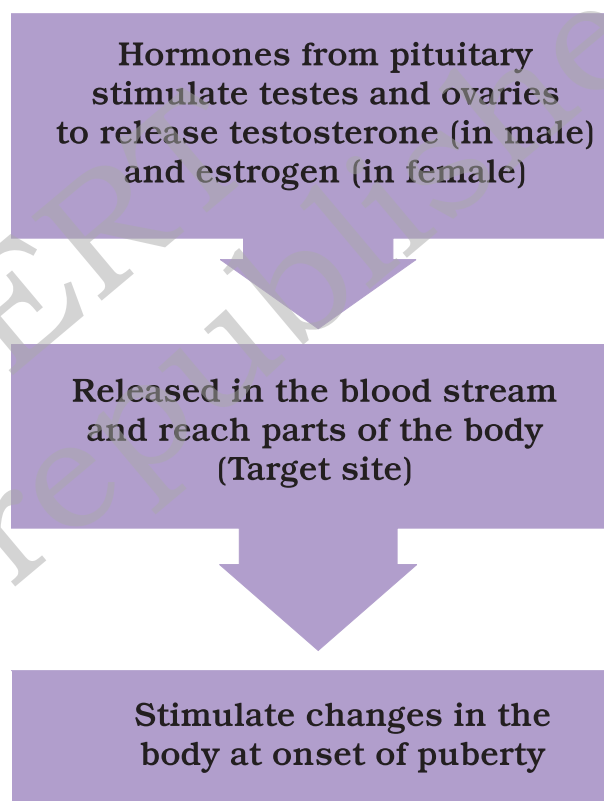 Hormones from pituitary
stimulate testes and ovaries
to release testosterone (in male)
and estrogen (in female)
Released in the blood stream
and reach parts of the body
(Target site)
Stimulate changes in the
body at onset of puberty